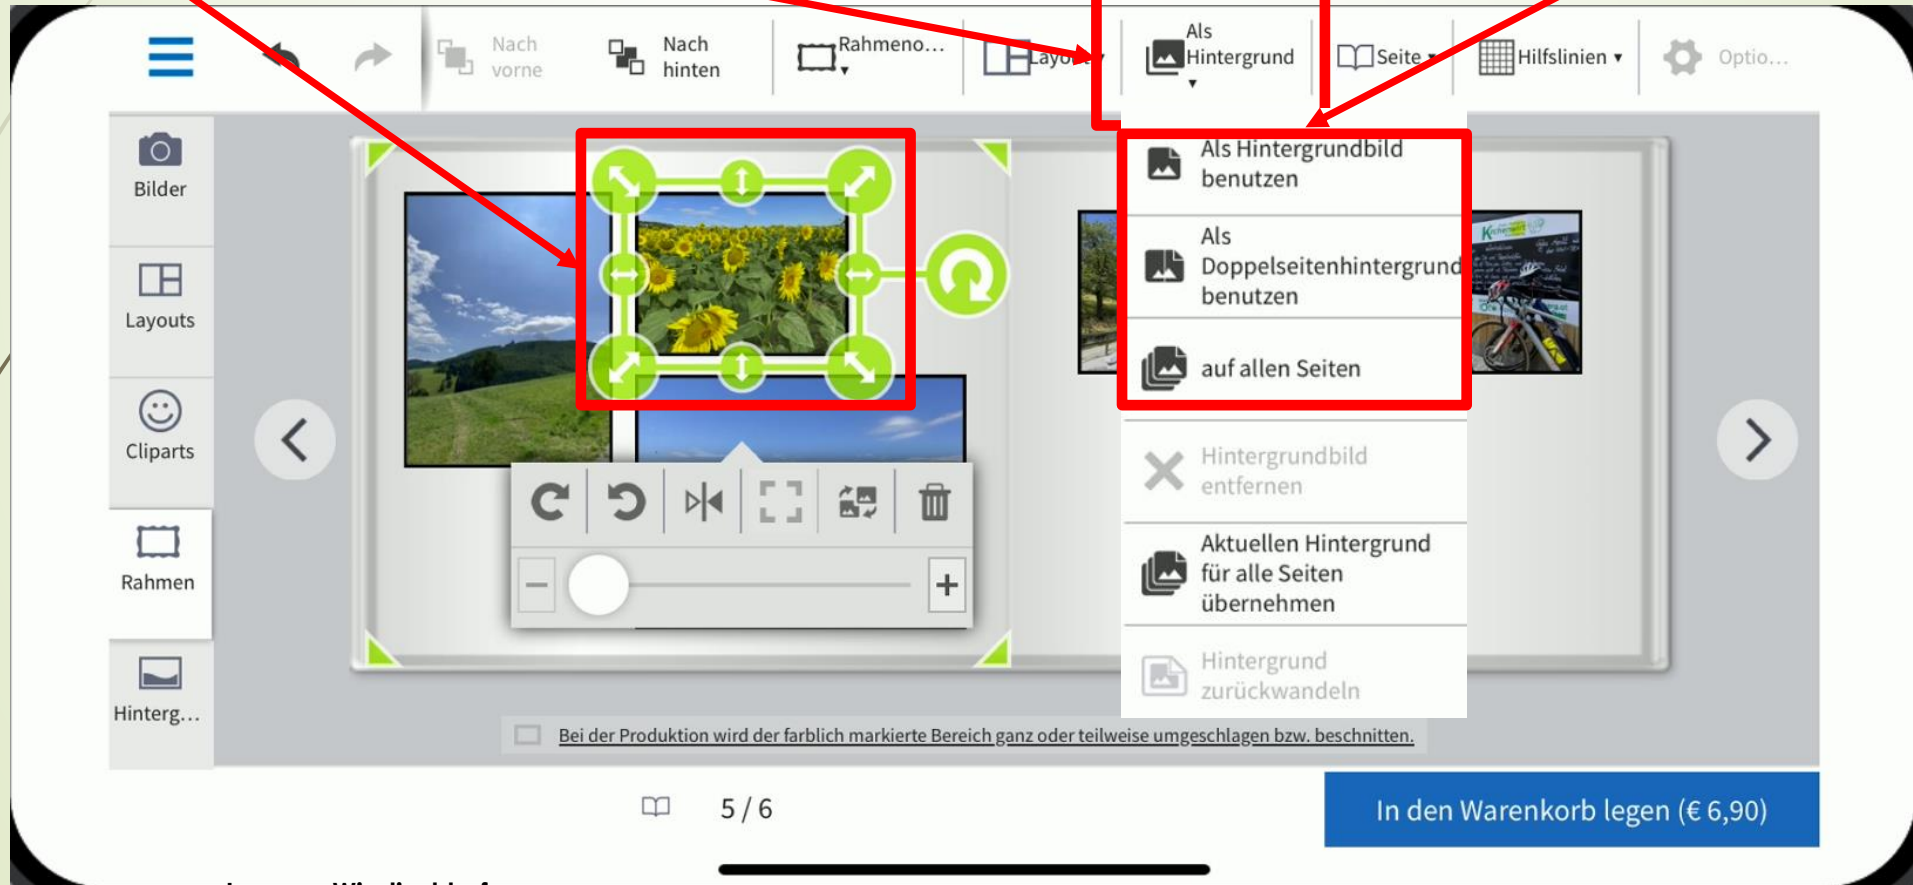 Nach
vorne
Nach
hinten
Rahmeno...
Layout
Als
Hintergrund
Seite
Hilfslinien
Optio...
Bilder
Layouts
Cliparts
Rahmen
Hinterg...
Als Hintergrundbild
benutzen
Als
Doppelseitenhintergrund
benutzen
auf allen Seiten
Hintergrundbild
entfernen
Aktuellen Hintergrund
für alle Seiten
übernehmen
Hintergrund
zurückwandeln
Kirchenwirt
Bei der Produktion wird der farblich markierte Bereich ganz oder teilweise umgeschlagen bzw. beschnitten.
5 / 6
In den Warenkorb legen (€ 6,90)